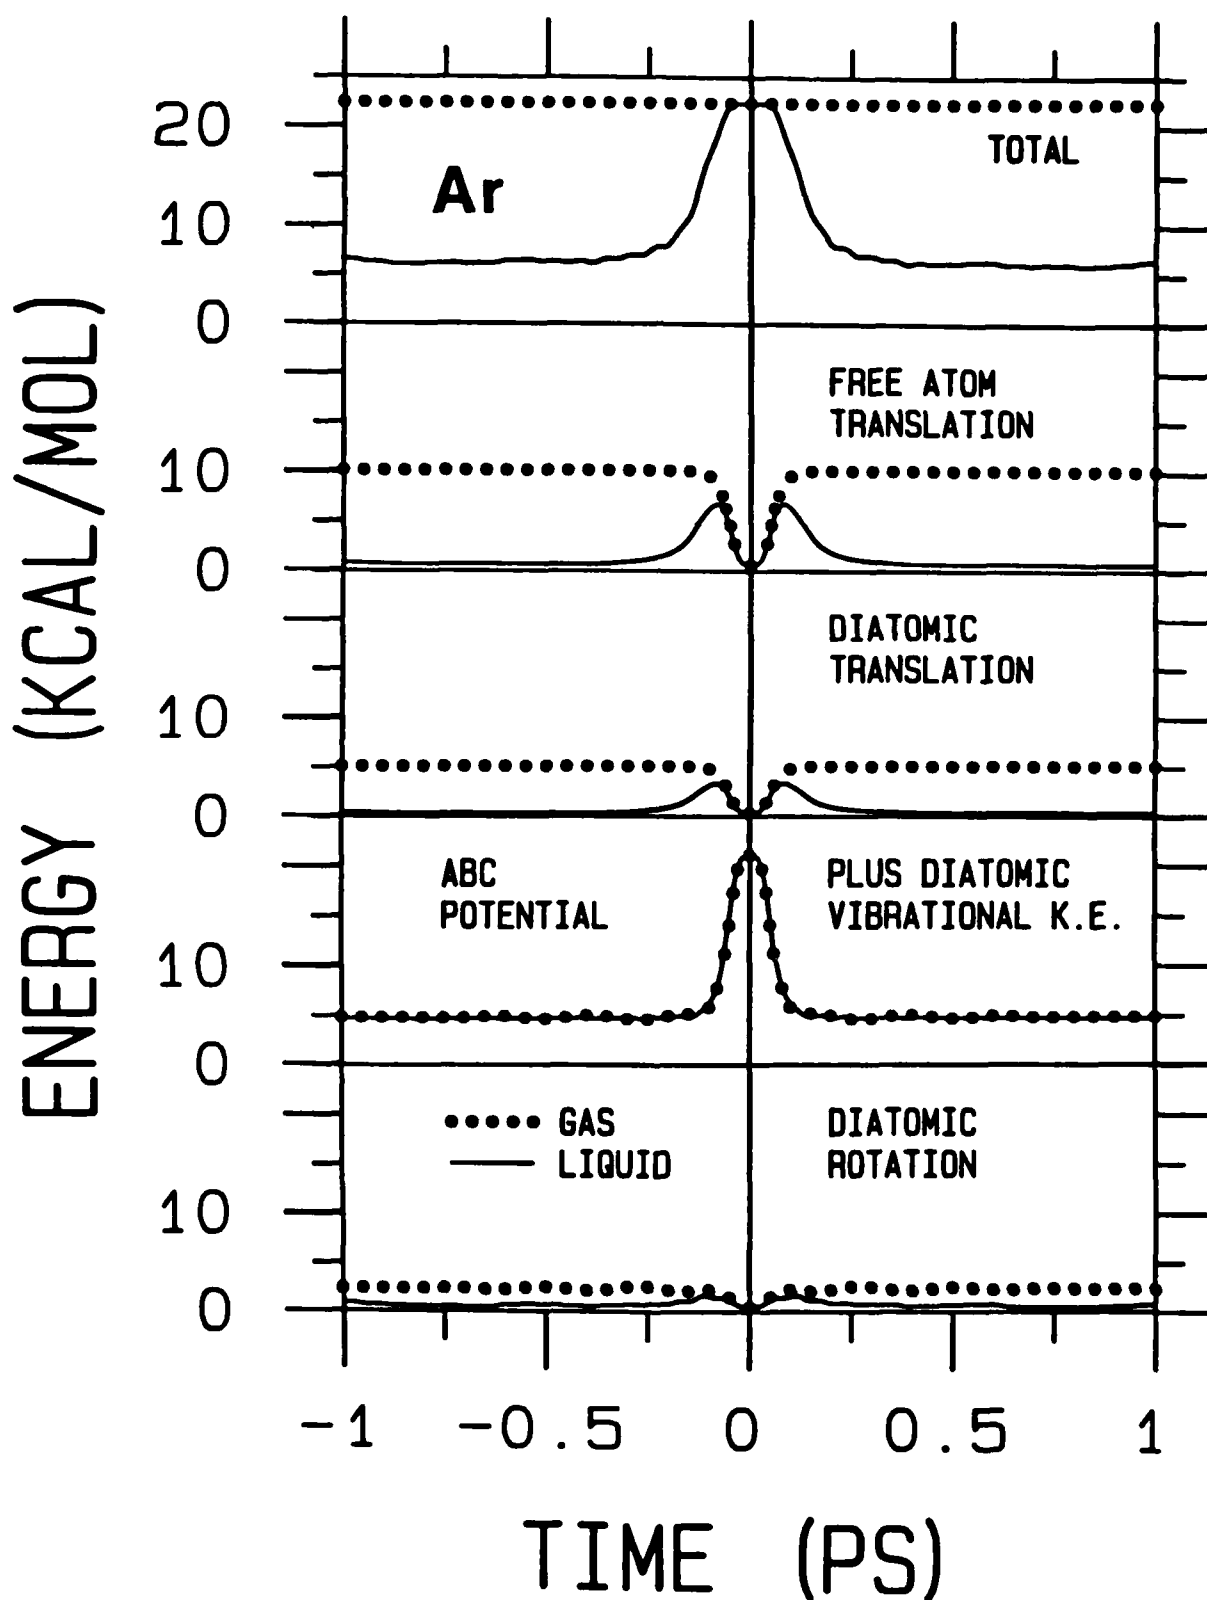 20
TOTAL
Ar
10
0
FREE ATOM
TRANSLATION
10
0
DIATOMIC
TRANSLATION
10
0
ABC
POTENTIAL
PLUS DIATOMIC
VIBRATIONAL K.E.
10
0
GAS
LIQUID
DIATOMIC
ROTATION
10
0
-1 -0.5 0 0.5 1
TIME (PS)
ENERGY (KCAL/MOL)